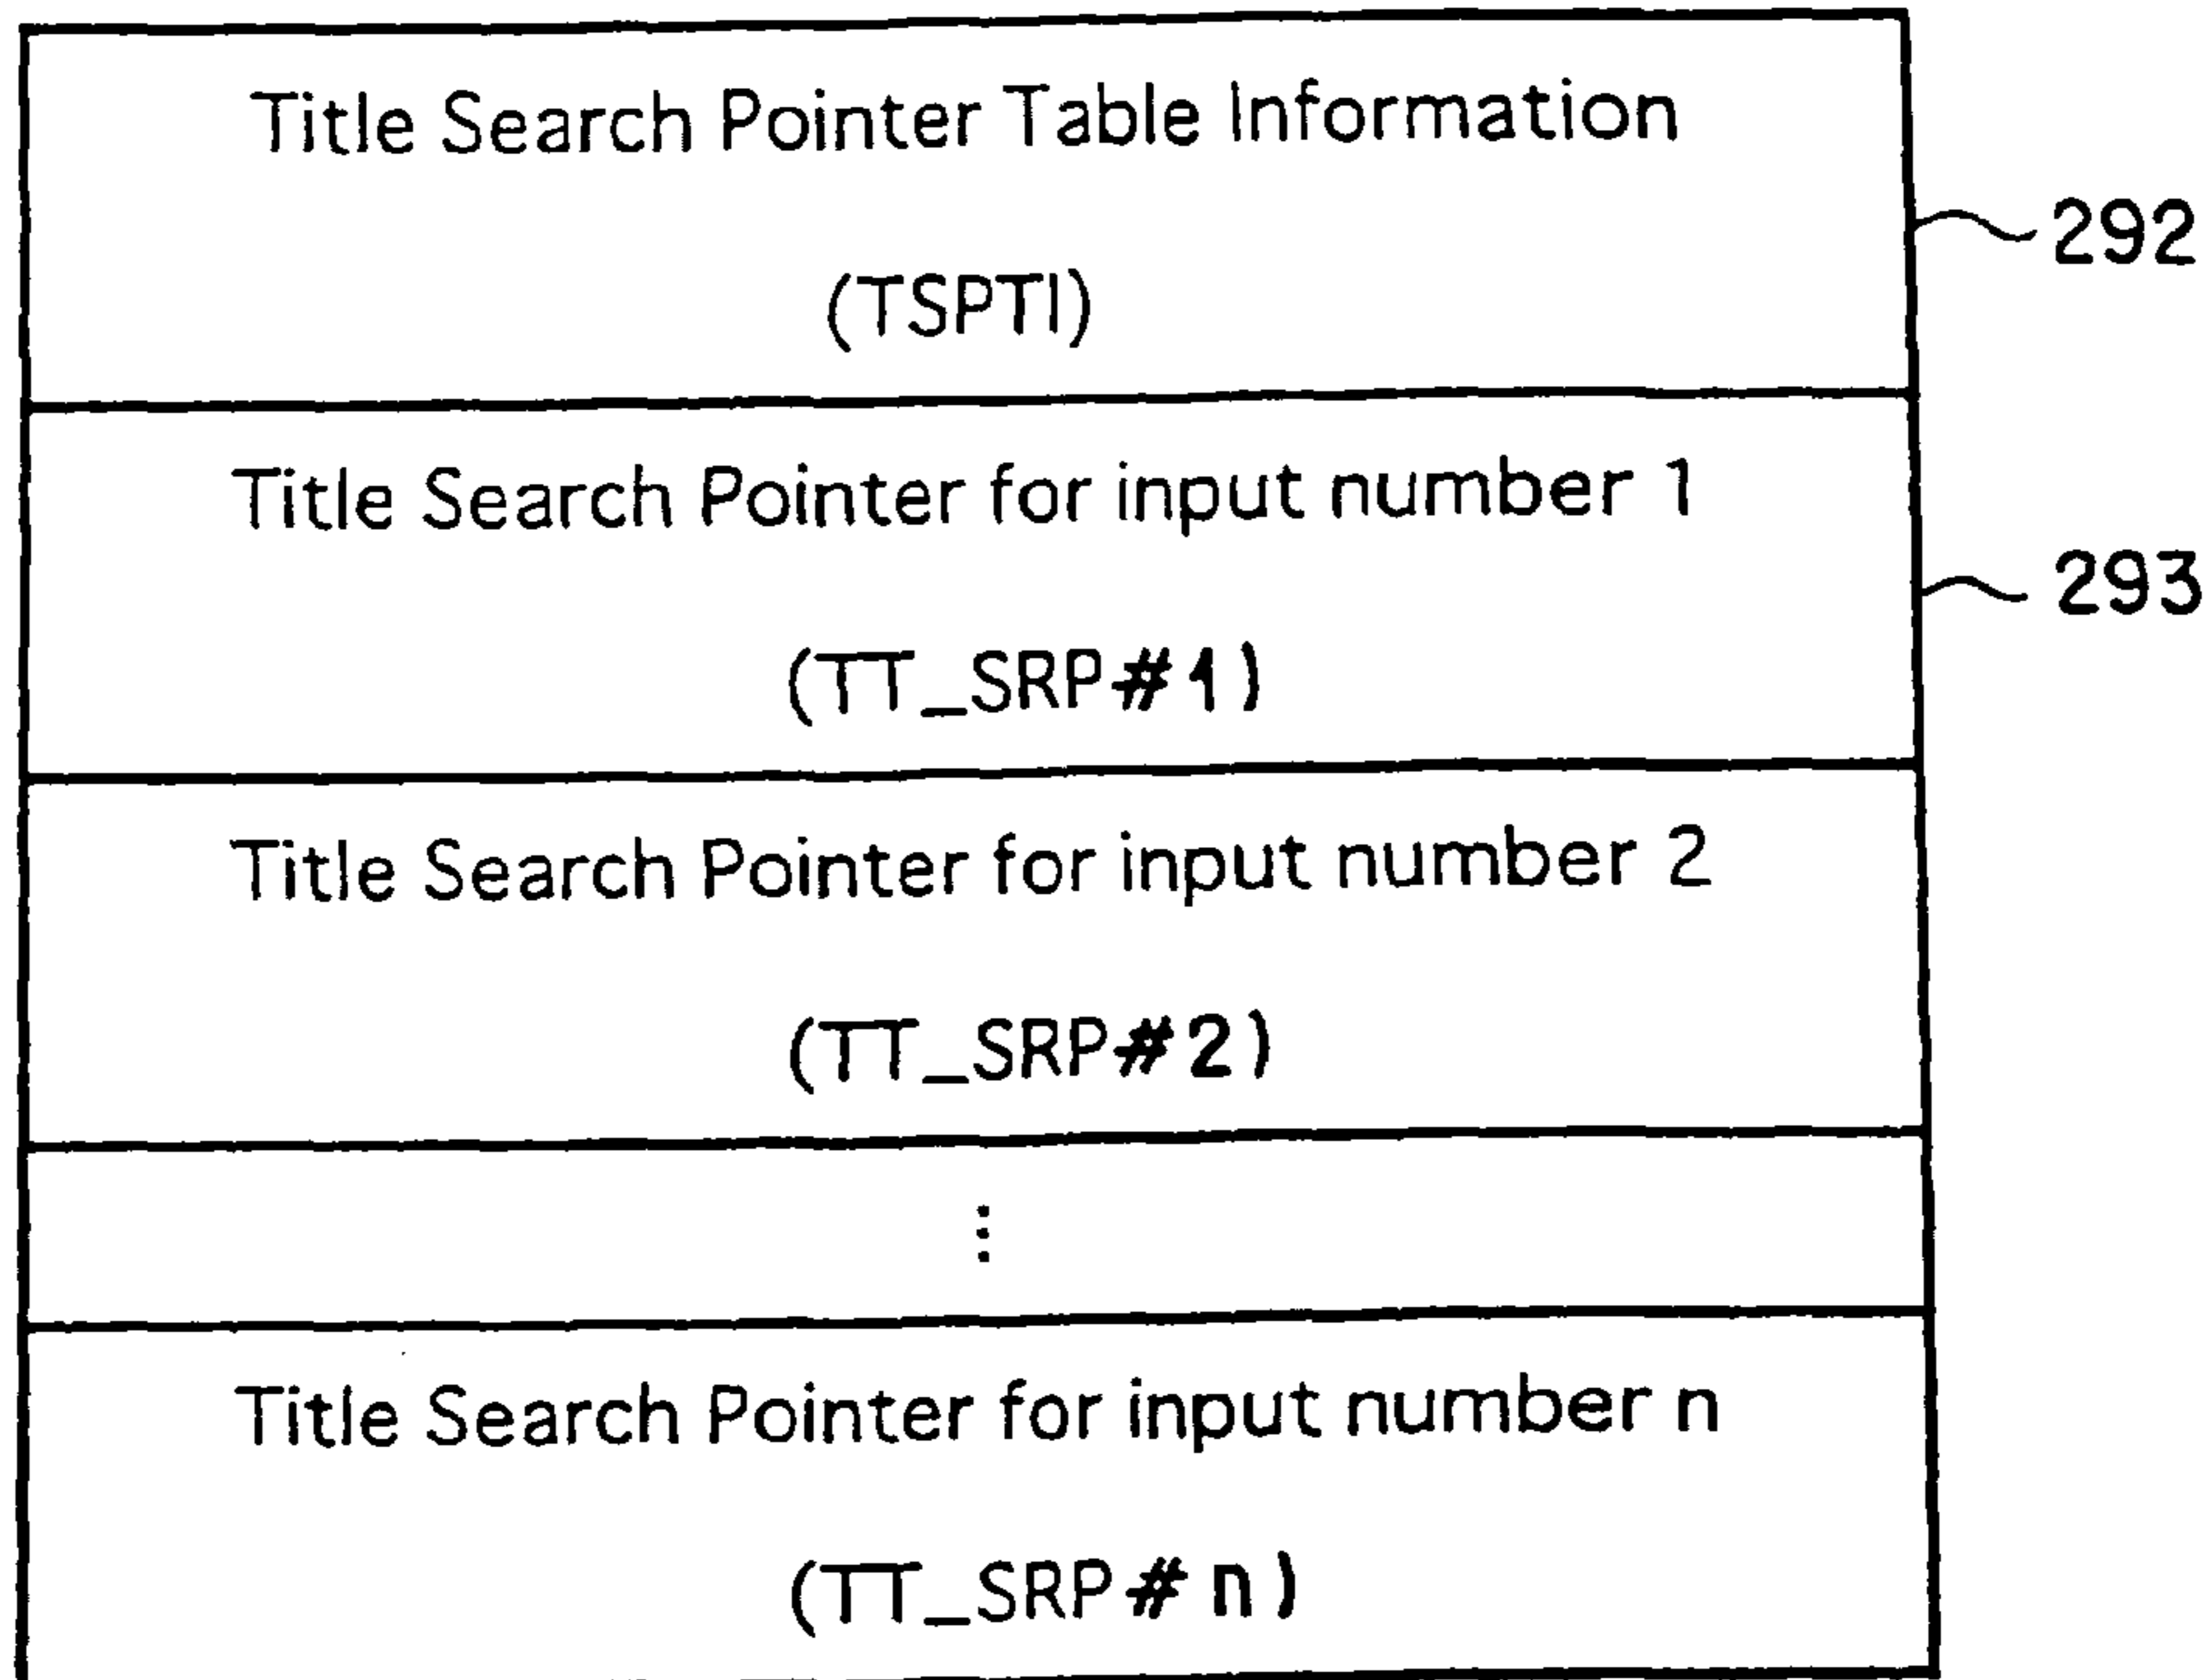 Title Search Pointer Table Information
292
(TSPTI)
Title Search Pointer for input number 1
293
(TT_SRP#1)
Title Search Pointer for input number 2
(TT_SRP#2)
⋮
Title Search Pointer for input number n
(TT_SRP#n)